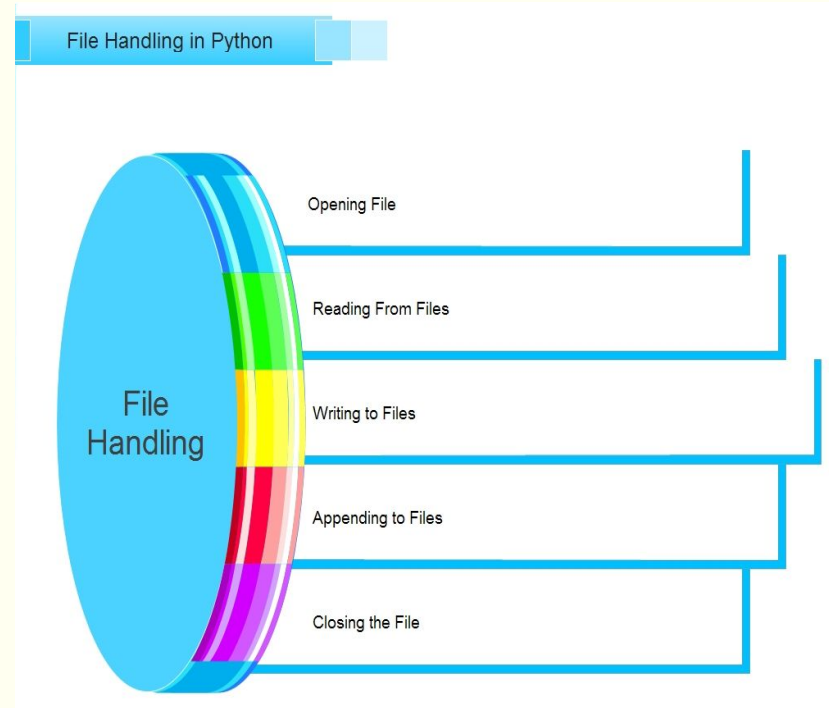 File Handling in Python
Opening File
Reading From Files
File
Handling
Writing to Files
Appending to Files
Closing the File